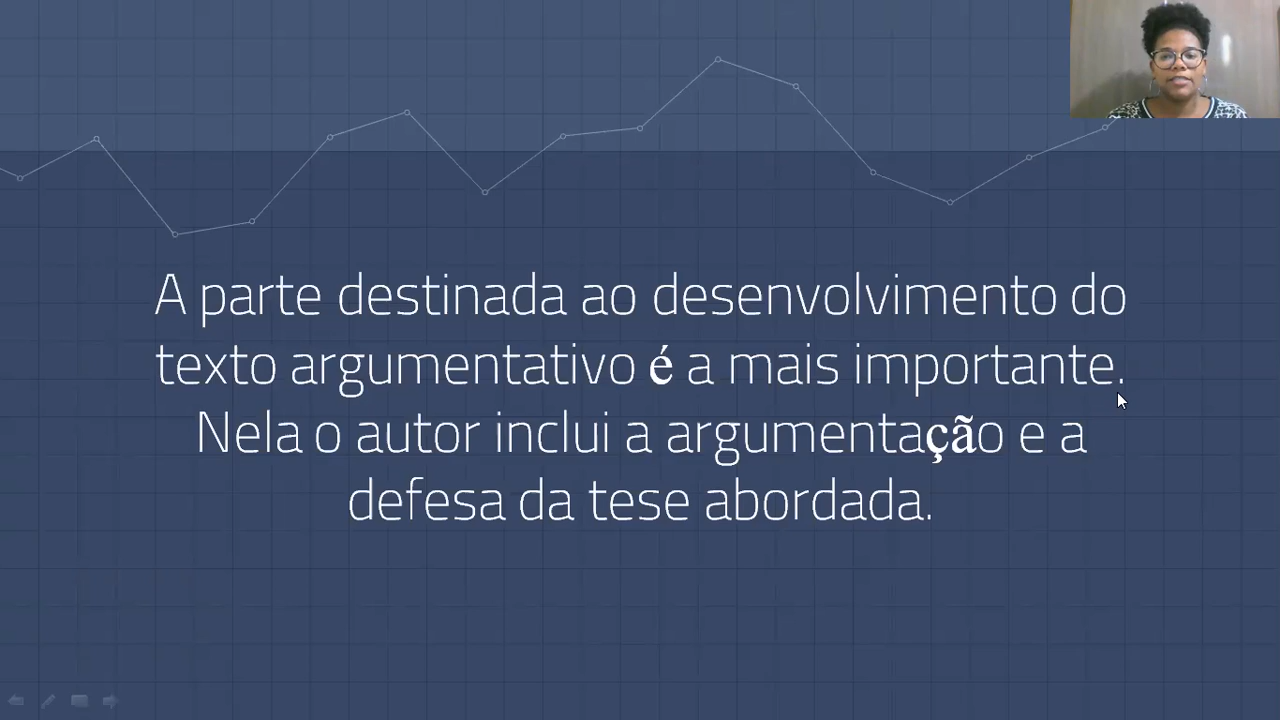 A parte destinada ao desenvolvimento do
texto argumentativo é a mais importante.
Nela o autor inclui a argumentação e a
defesa da tese abordada.